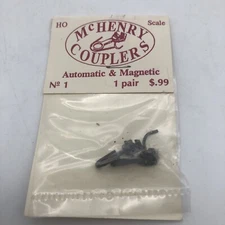 HO Scale
McHENRY
COUPLERS
Automatic & Magnetic
Nº 1 1 pair $.99